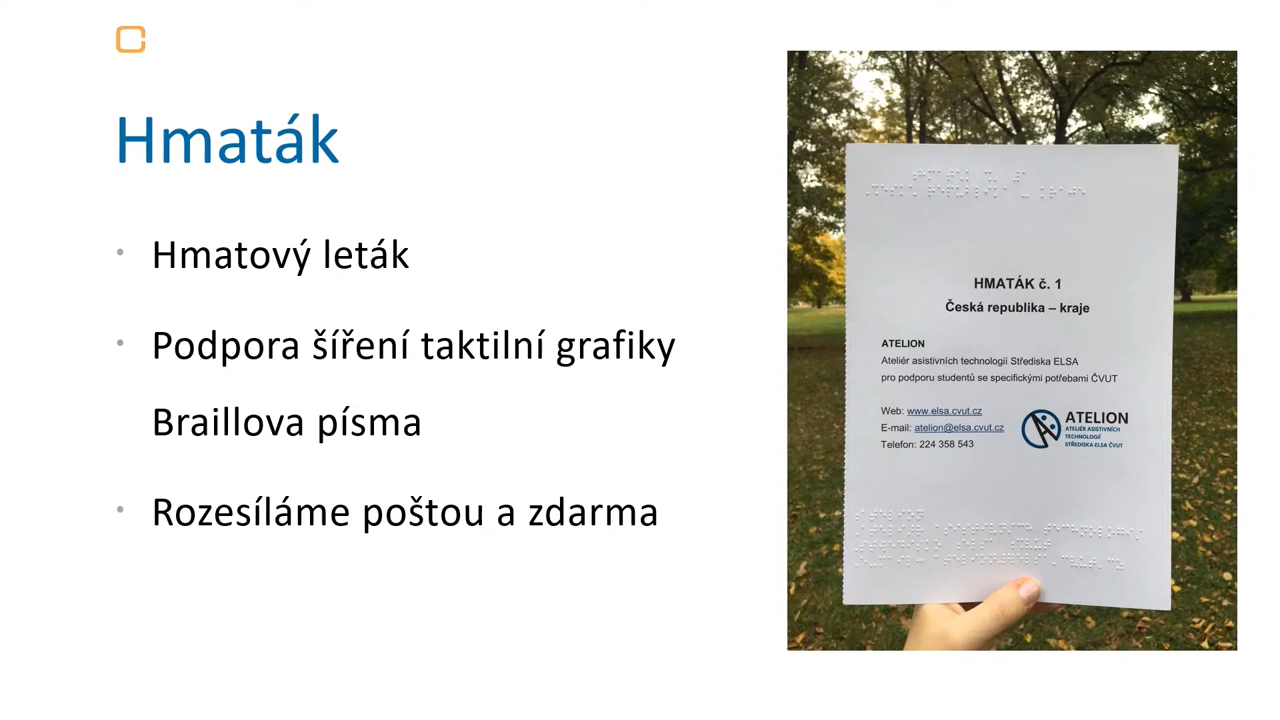 Hmaták
• Hmatový leták
• Podpora šíření taktilní grafiky
Braillova písma
• Rozesíláme poštou a zdarma
HMATÁK č. 1
Česká republika – kraje
ATELION
Ateliér asistivních technologií Střediska ELSA
pro podporu studentů se specifickými potřebami ČVUT
Web: www.elsa.cvut.cz
E-mail: atelion@elsa.cvut.cz
Telefon: 224 358 543
ATELION
ATELIÉR ASISTIVNÍCH
TECHNOLOGIÍ
STŘEDISKA ELSA ČVUT